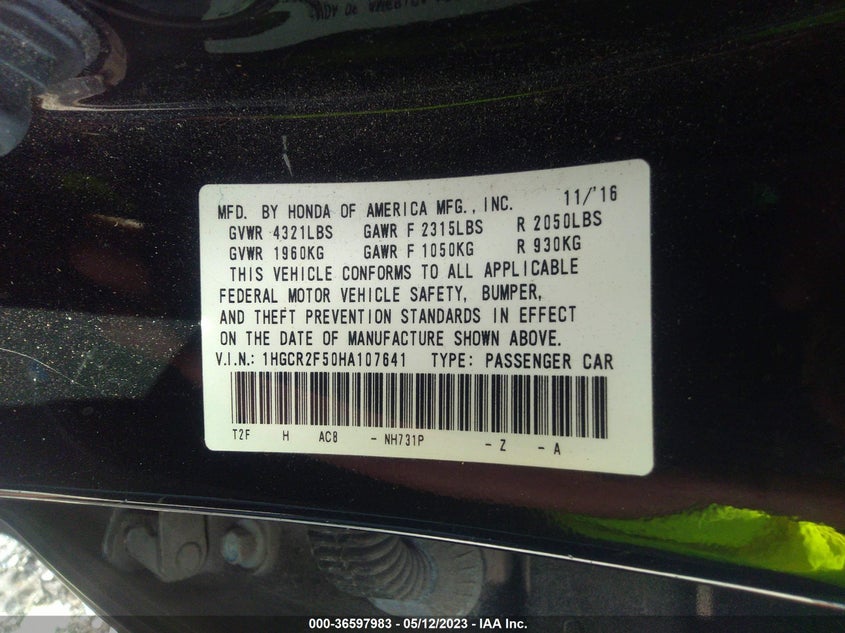 MFD. BY HONDA OF AMERICA MFG., INC. 11/'16
GVWR 4321LBS GAWR F 2315LBS R 2050LBS
GVWR 1960KG GAWR F 1050KG R 930KG
THIS VEHICLE CONFORMS TO ALL APPLICABLE
FEDERAL MOTOR VEHICLE SAFETY, BUMPER,
AND THEFT PREVENTION STANDARDS IN EFFECT
ON THE DATE OF MANUFACTURE SHOWN ABOVE.
V.I.N.: 1HGCR2F50HA107641 TYPE: PASSENGER CAR
T2F H AC8 - NH731P - Z - A
000-36597983 - 05/12/2023 - IAA Inc.